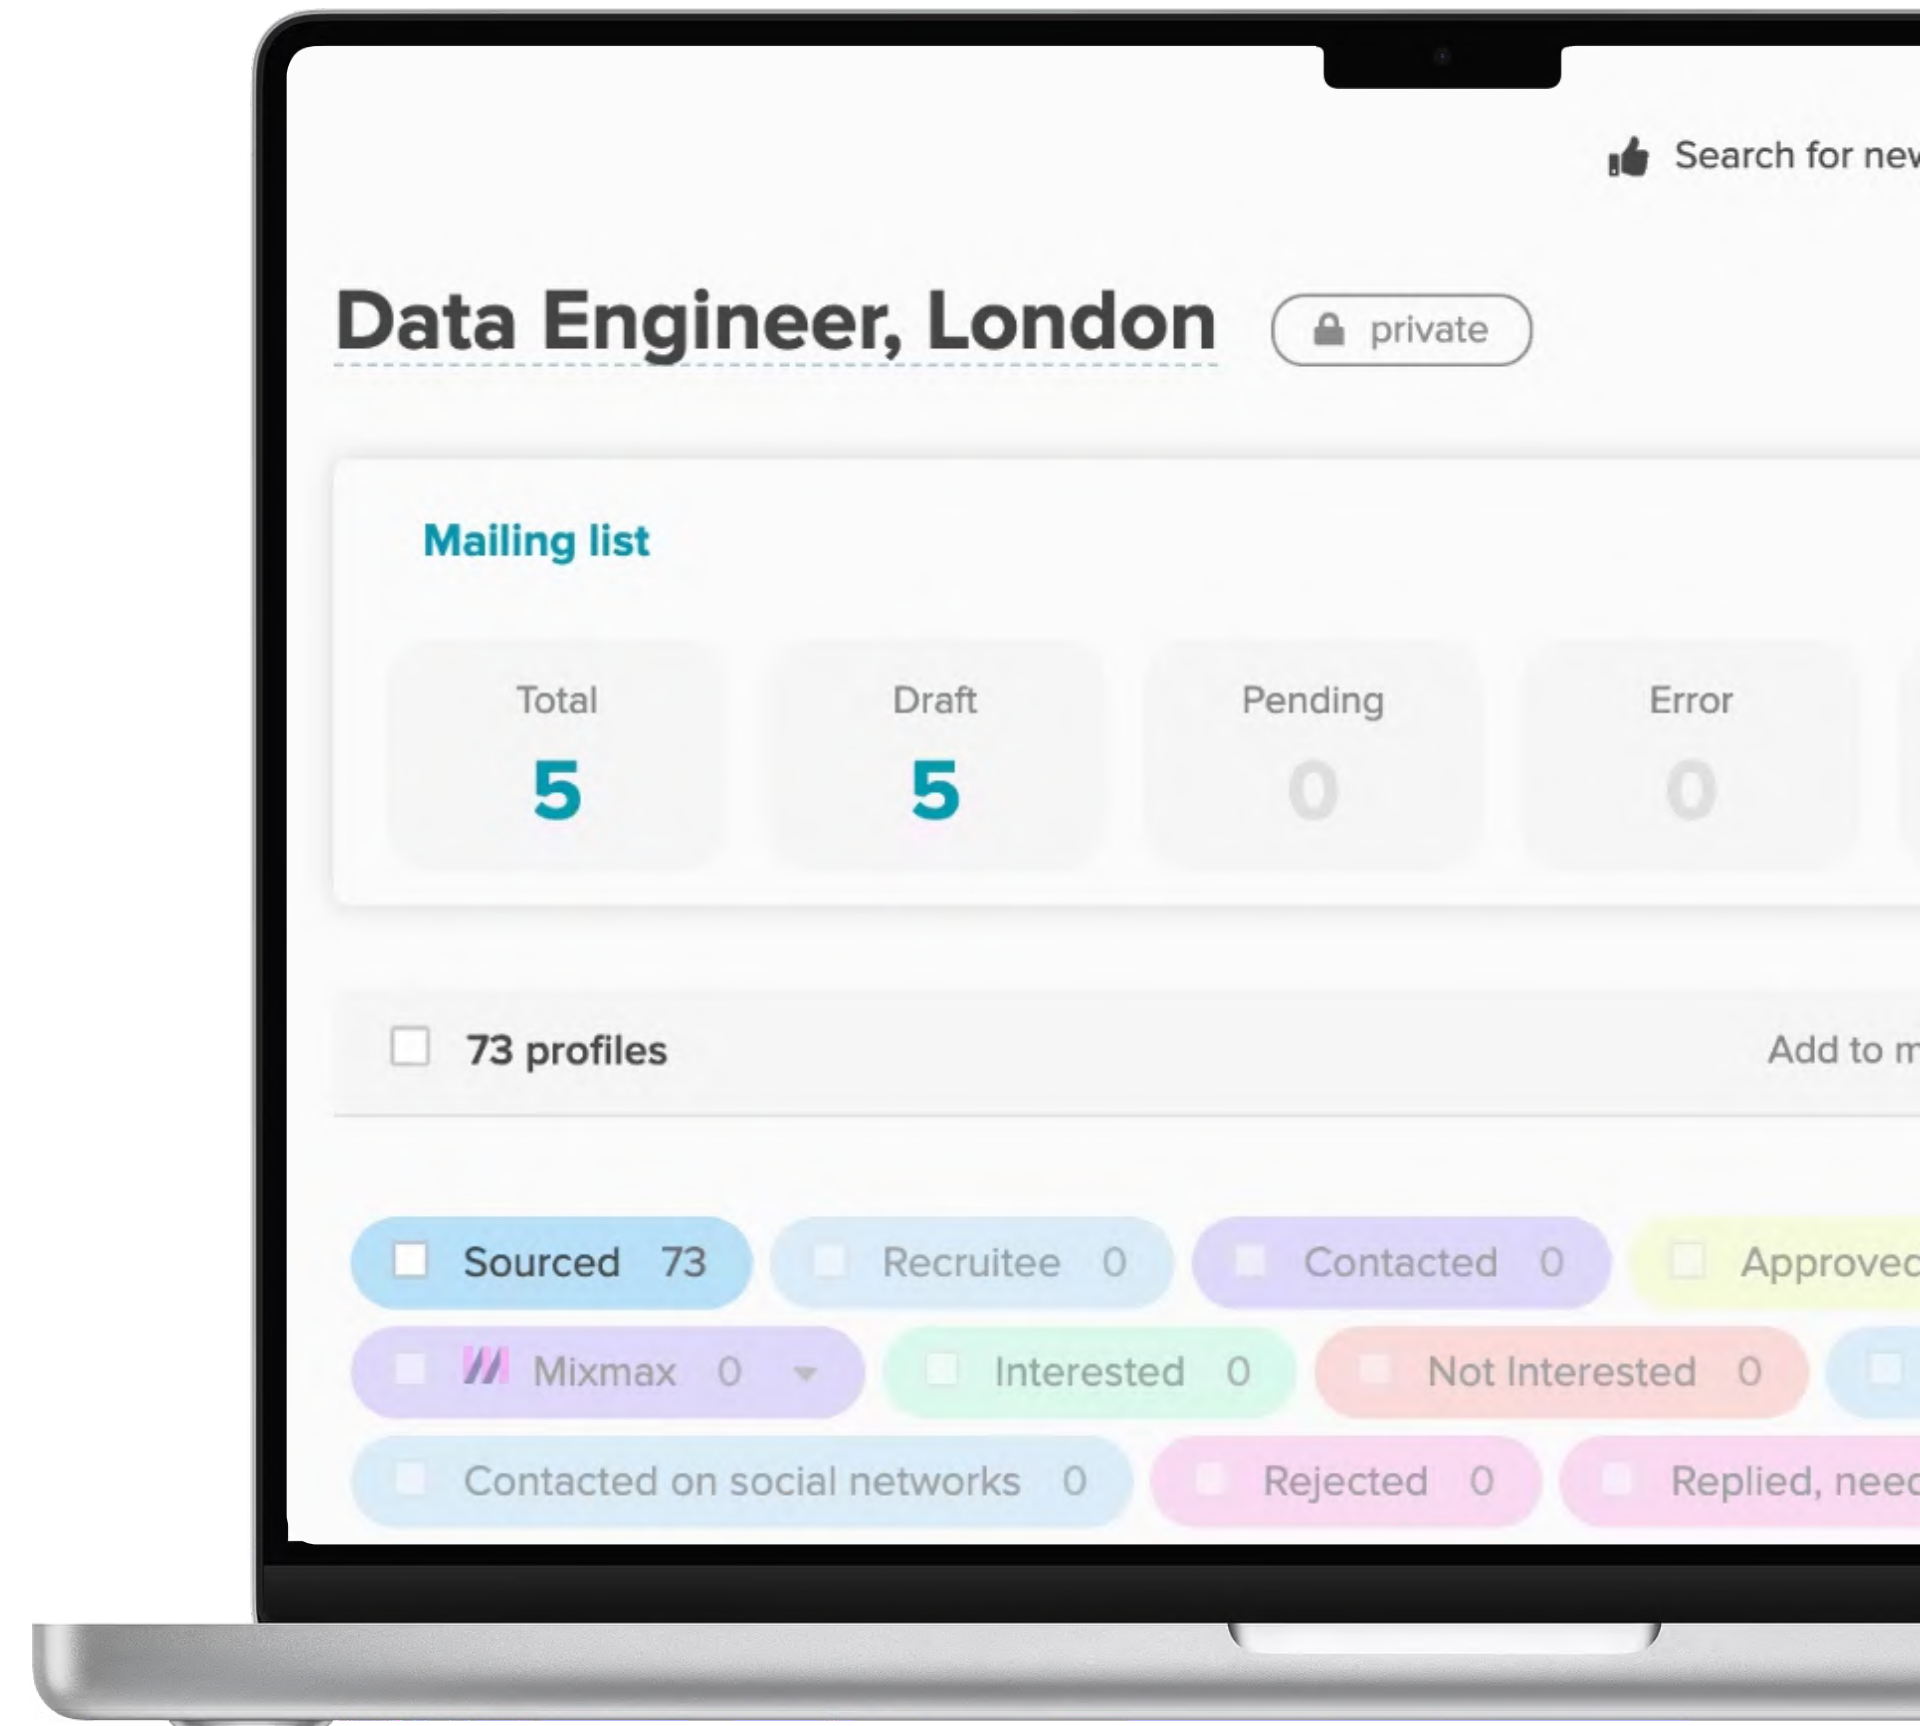 Search for new
Data Engineer, London private
Mailing list
Total Draft Pending Error
5 5 0 0
73 profiles Add to m
Sourced 73 Recruitee 0 Contacted 0 Approved
Mixmax 0 Interested 0 Not Interested 0
Contacted on social networks 0 Rejected 0 Replied, need